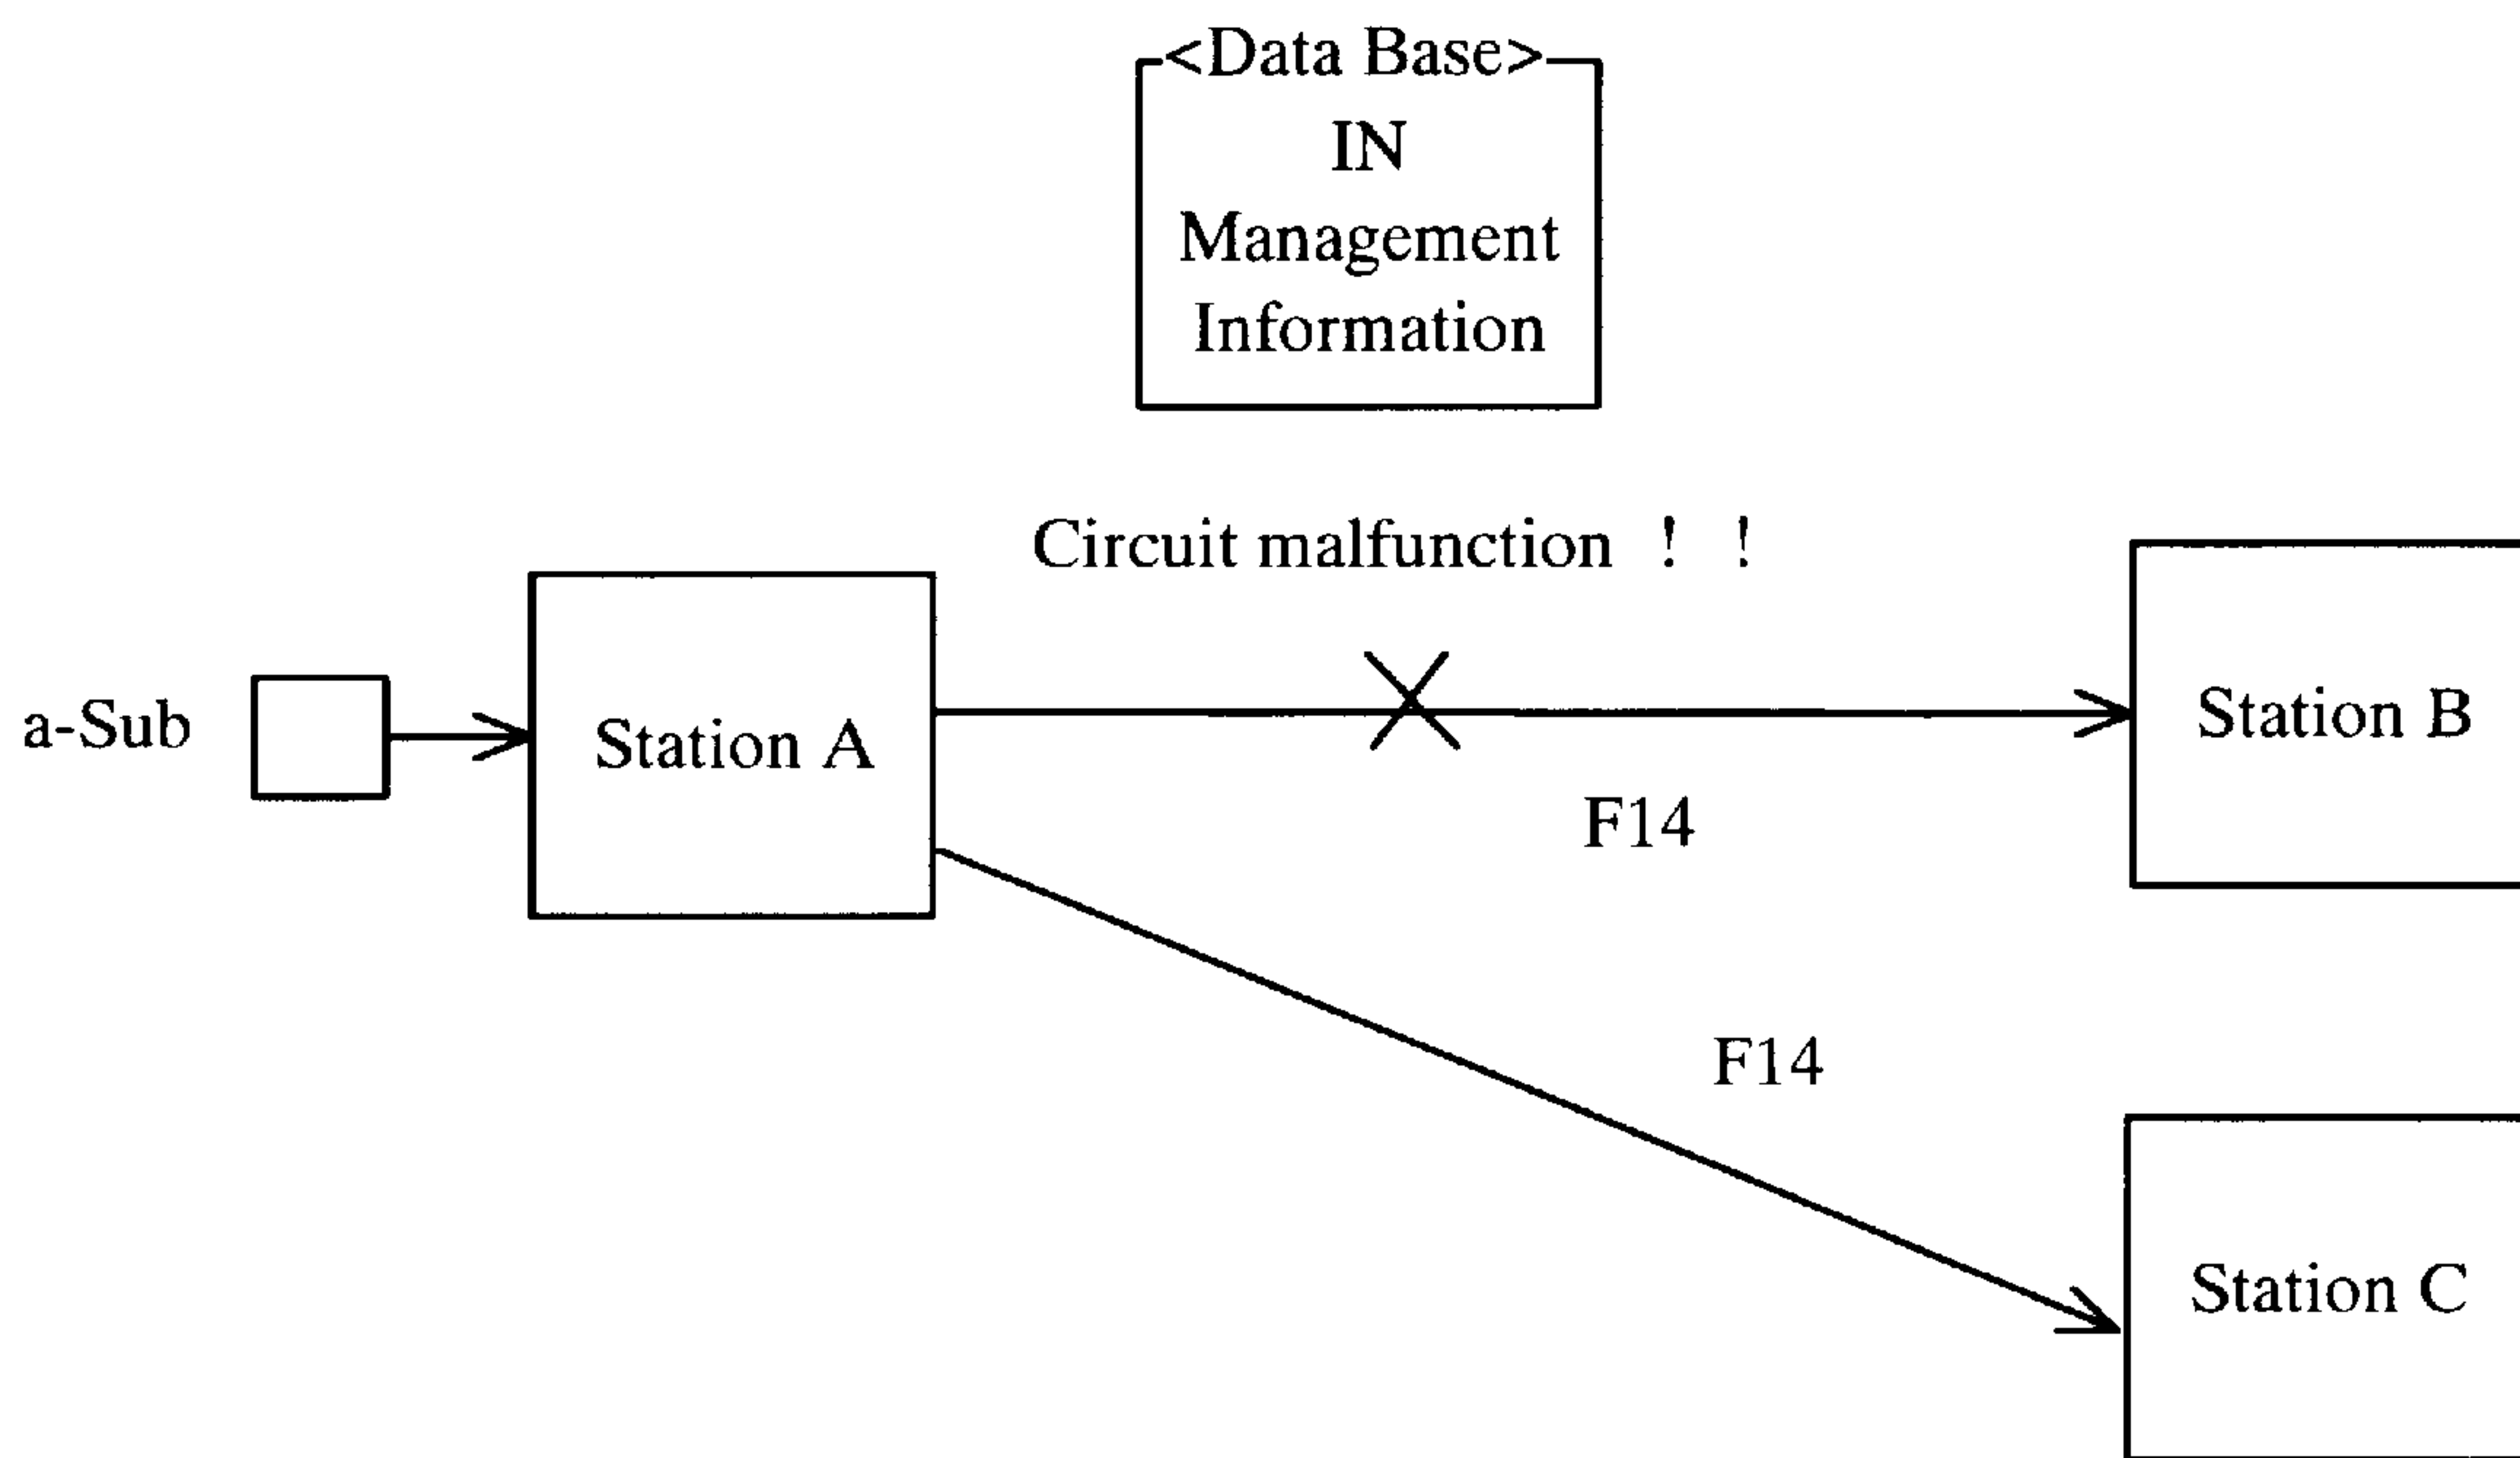 <Data Base>
IN
Management
Information
Circuit malfunction ! !
a-Sub
Station A
Station B
F14
F14
Station C